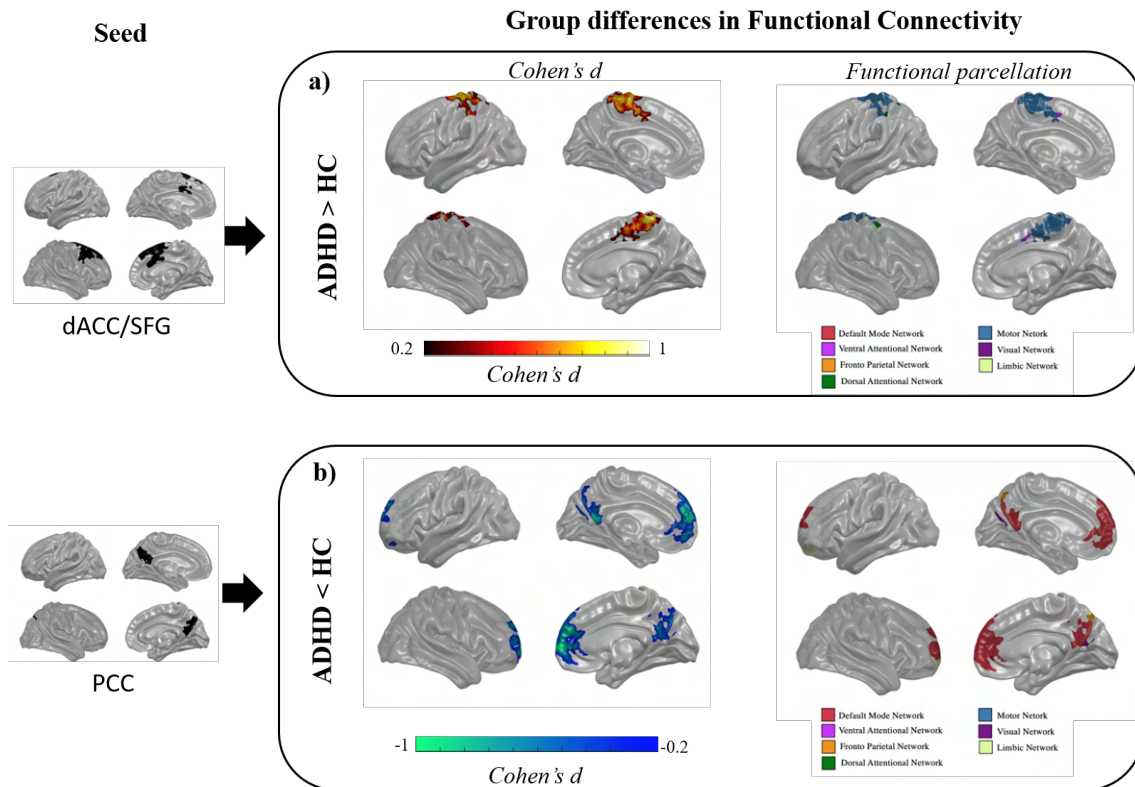 Seed
Group differences in Functional Connectivity
a)
Cohen's d
Functional parcellation
ADHD > HC
dACC/SFG
0.2
1
Cohen's d
Default Mode Network
Ventral Attentional Network
Fronto Parietal Network
Dorsal Attentional Network
Motor Netork
Visual Network
Limbic Network
b)
ADHD < HC
PCC
-1
-0.2
Cohen's d
Default Mode Network
Ventral Attentional Network
Fronto Parietal Network
Dorsal Attentional Network
Motor Netork
Visual Network
Limbic Network